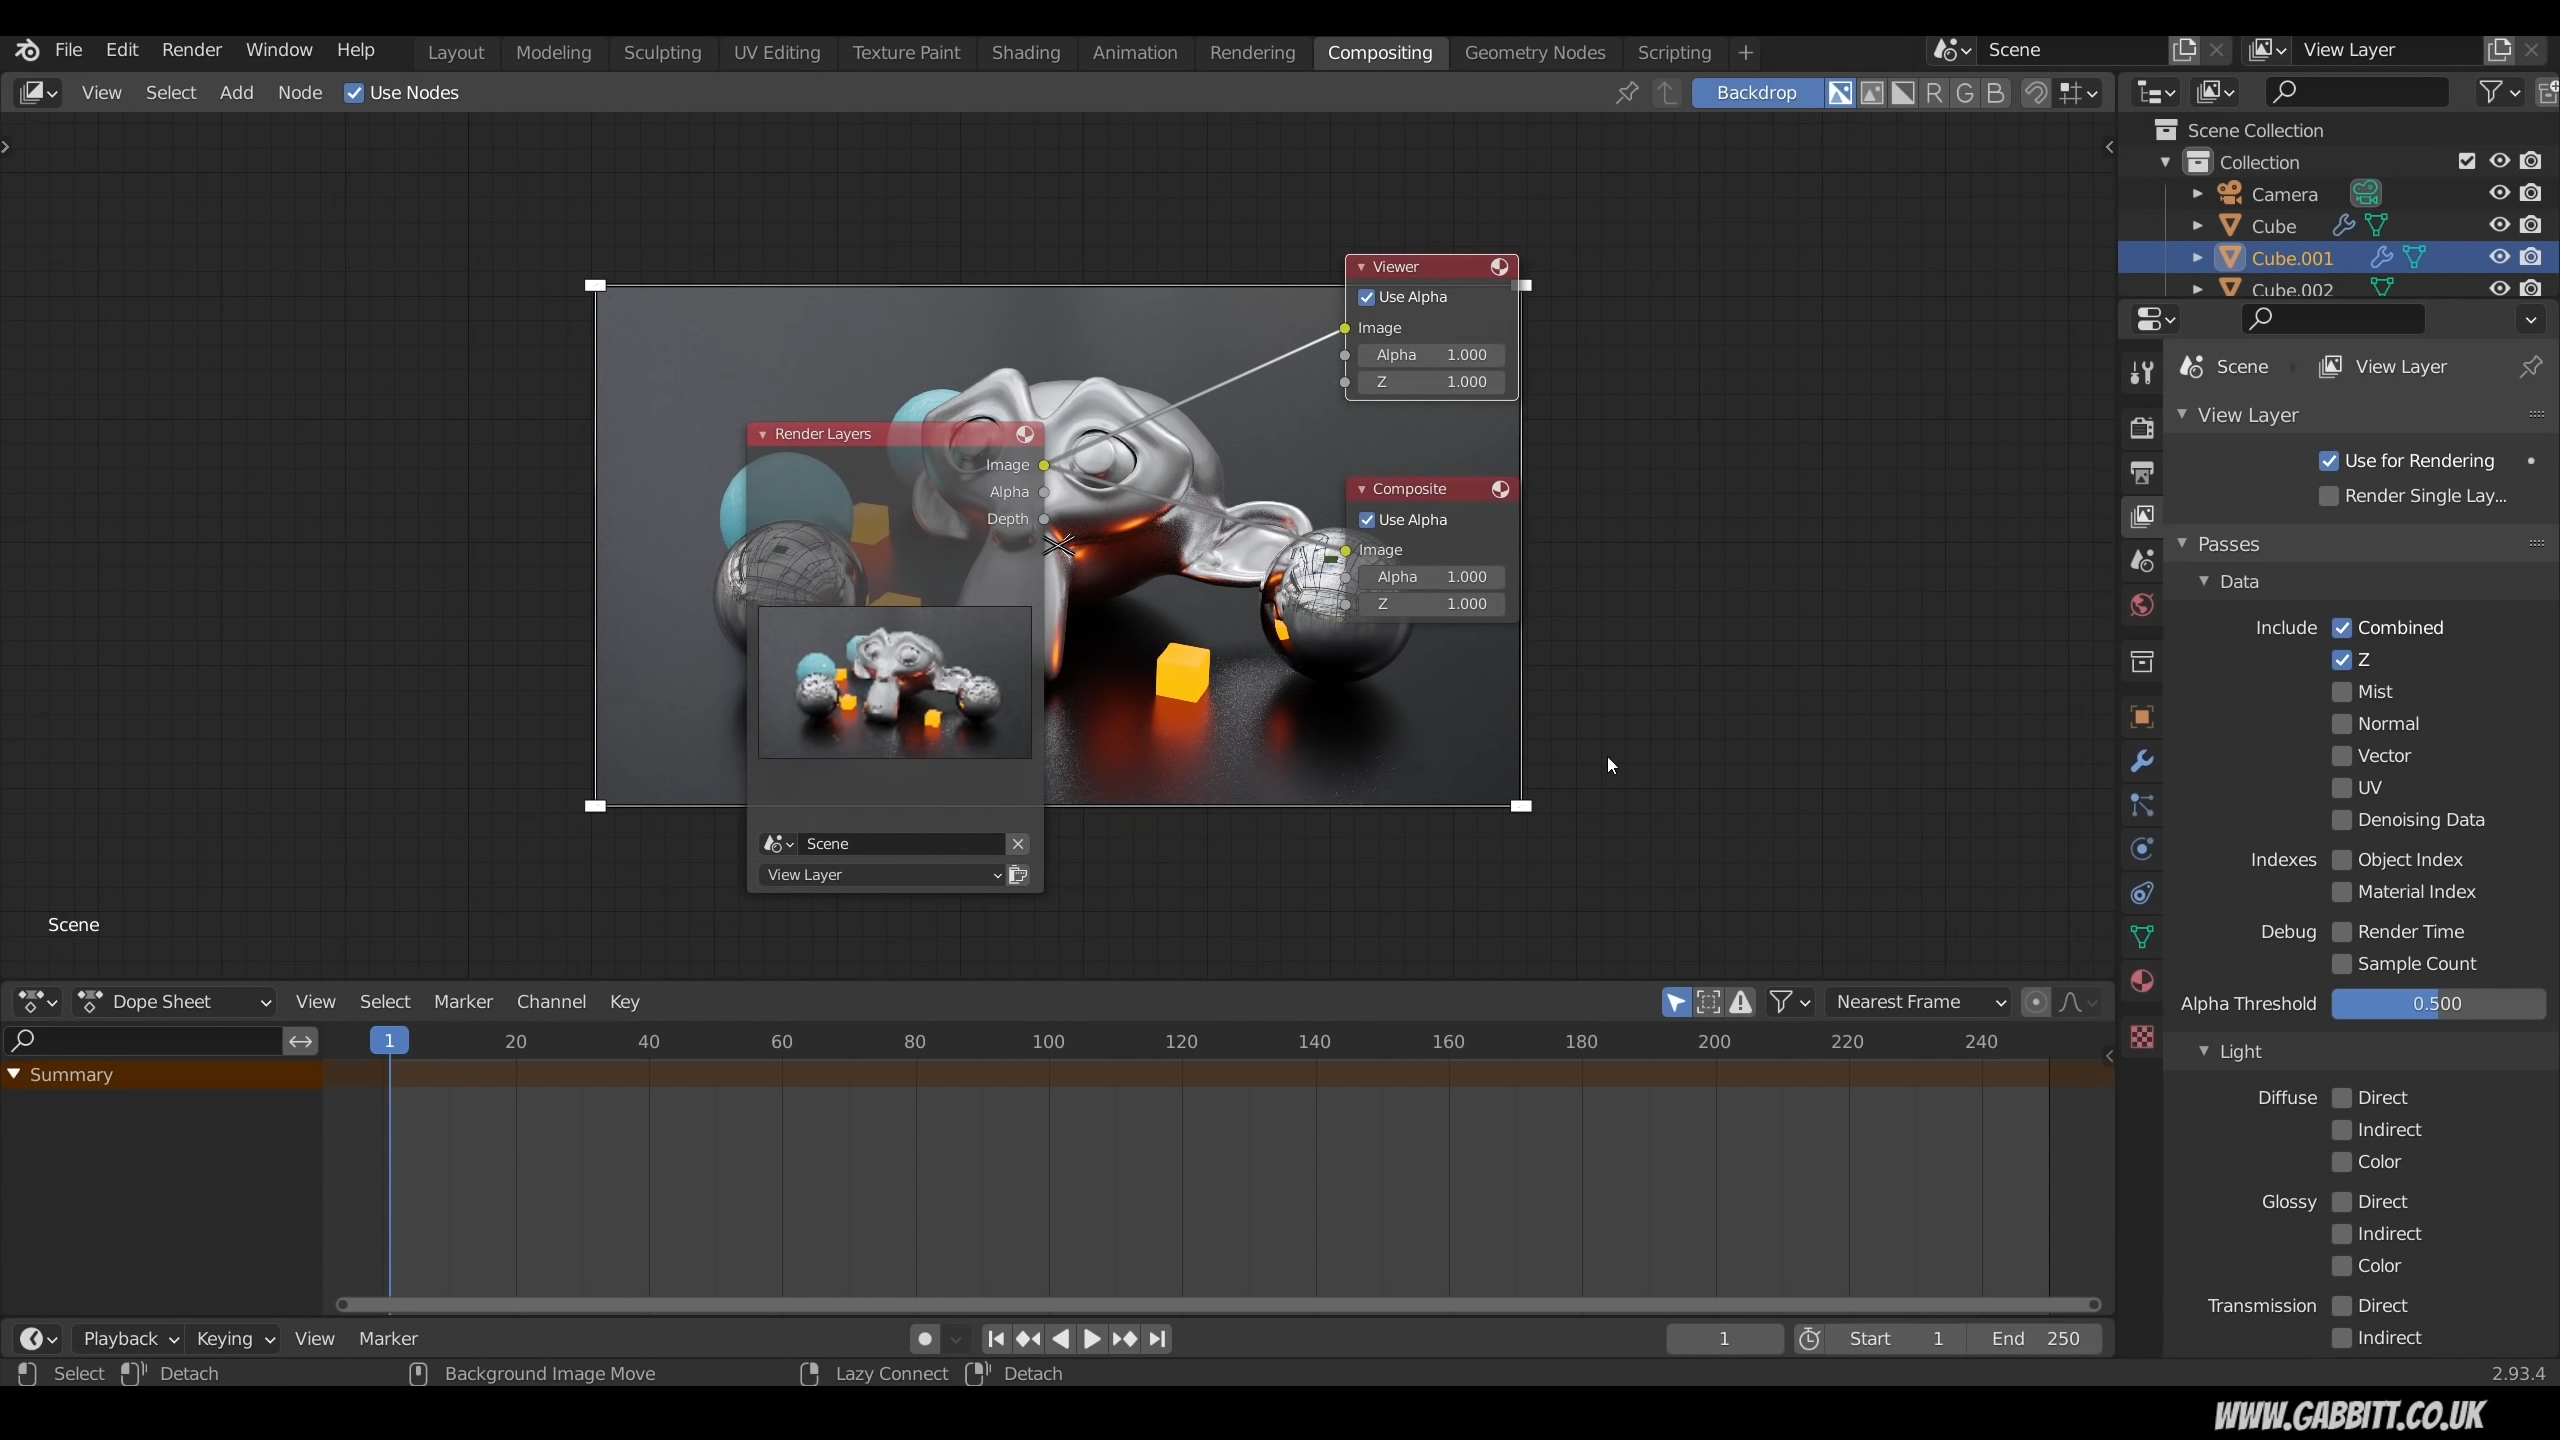 File Edit Render Window Help Layout Modeling Sculpting UV Editing Texture Paint Shading Animation Rendering Compositing Geometry Nodes Scripting + Scene View Layer
View Select Add Node Use Nodes Backdrop R G B
Scene Collection
Collection
Camera
Cube
Cube.001
Cube.002
Viewer
Use Alpha
Image
Alpha 1.000
Z 1.000
Render Layers
Image
Alpha
Depth
Scene
View Layer
Composite
Use Alpha
Image
Alpha 1.000
Z 1.000
Scene
Scene View Layer
View Layer
Use for Rendering
Render Single Lay...
Passes
Data
Include Combined
Z
Mist
Normal
Vector
UV
Denoising Data
Indexes Object Index
Material Index
Debug Render Time
Sample Count
Alpha Threshold 0.500
Light
Diffuse Direct
Indirect
Color
Glossy Direct
Indirect
Color
Transmission Direct
Indirect
Dope Sheet View Select Marker Channel Key Nearest Frame
1 20 40 60 80 100 120 140 160 180 200 220 240
Summary
Playback Keying View Marker 1 Start 1 End 250
Select Detach Background Image Move Lazy Connect Detach 2.93.4
WWW.GABBITT.CO.UK